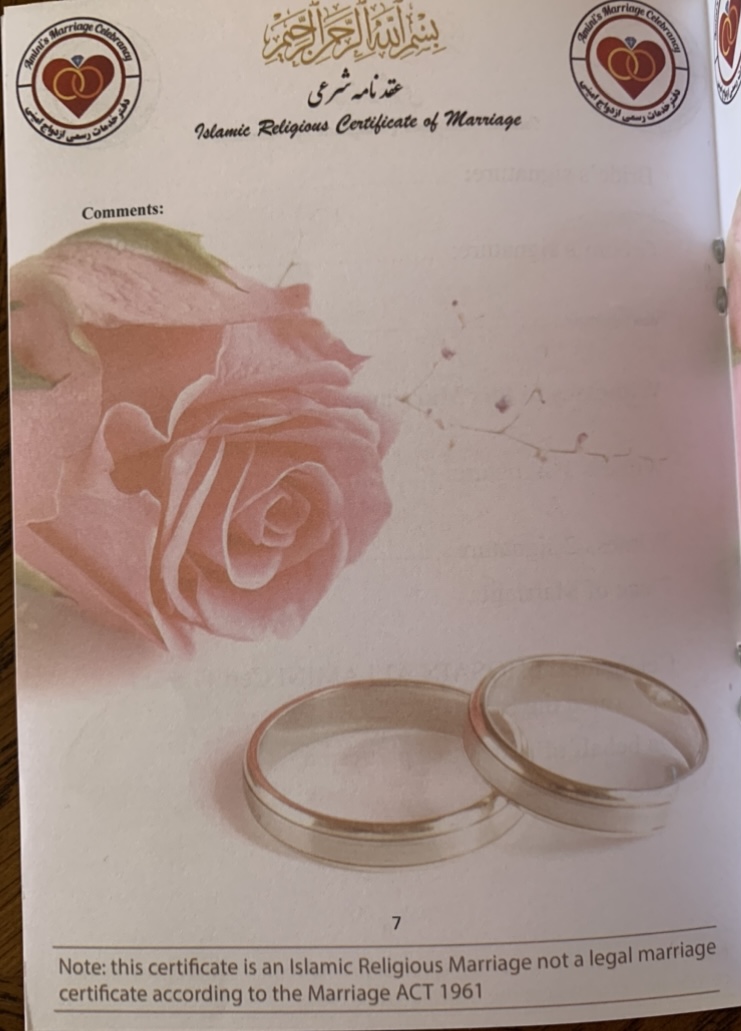 Amini's Marriage Celebrancy
دفتر خدمات رسمی ازدواج امینی
بسم الله الرحمن الرحیم
Amini's Marriage Celebrancy
دفتر خدمات رسمی ازدواج امینی
عقد نامه شرعی
Islamic Religious Certificate of Marriage
Comments:
7
Note: this certificate is an Islamic Religious Marriage not a legal marriage
certificate according to the Marriage ACT 1961